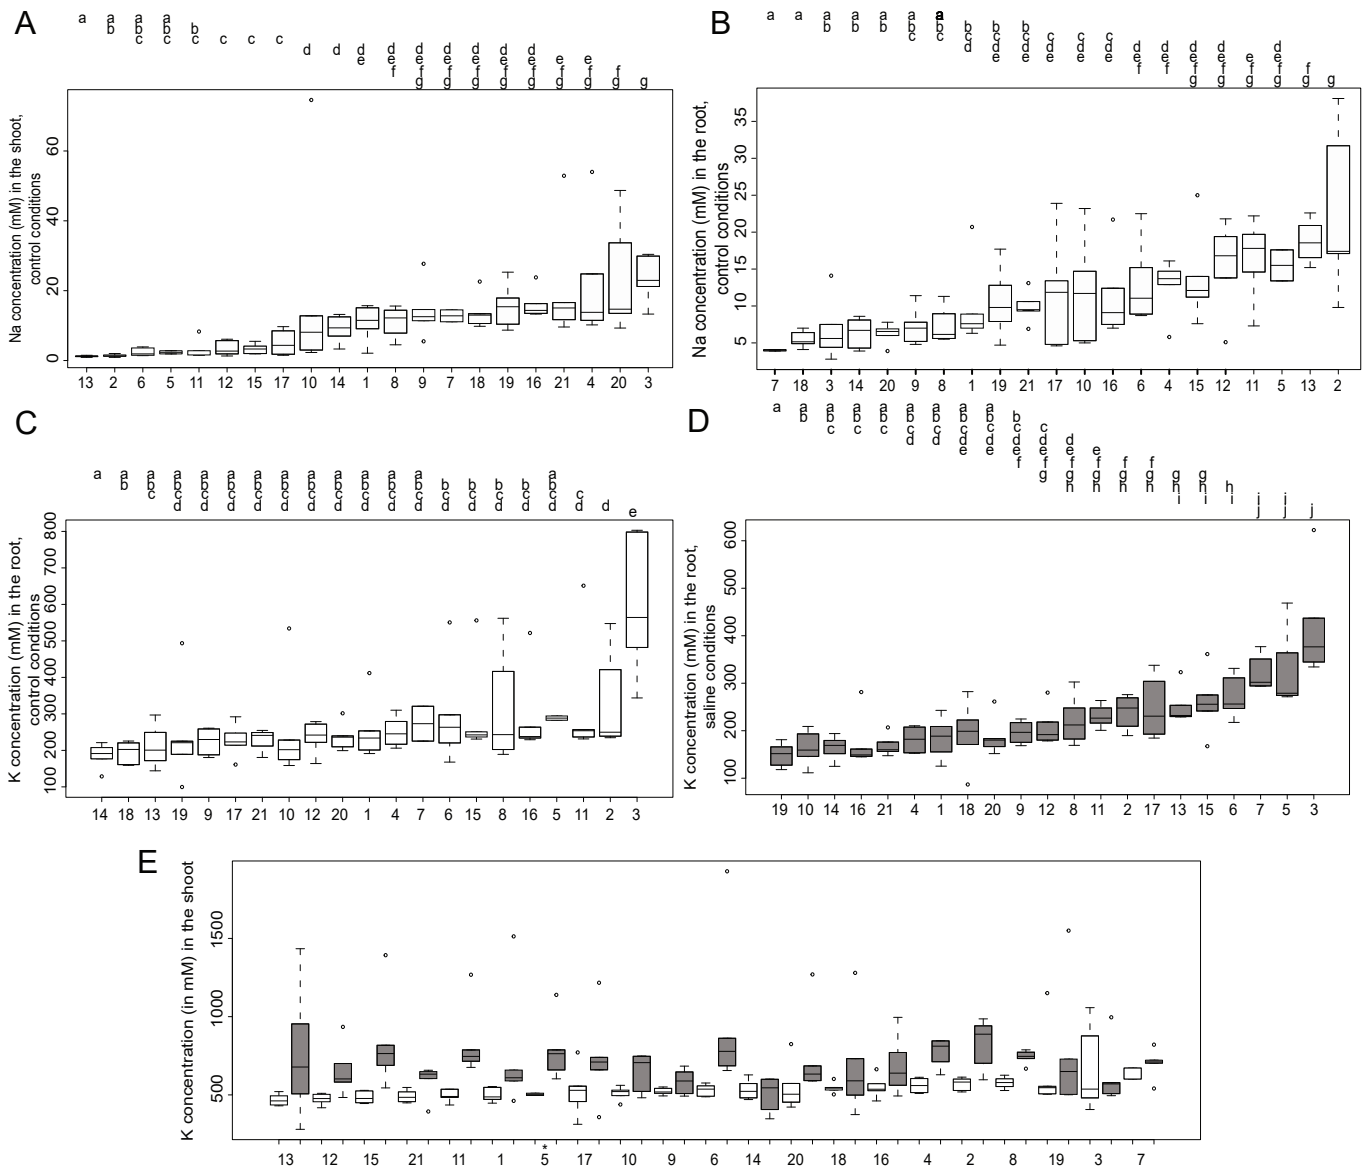 A
a a a a b c c c d d d d d d d d d e e f g
b b b c e e e e e e e f f g
c c f f f f f f g g
g g g g g
Na concentration (mM) in the shoot,
control conditions
0 20 40 60
13 2 6 5 11 12 15 17 10 14 1 8 9 7 18 19 16 21 4 20 3
B
a a a a a a a b b b c c c d d d d e d f g
b b b b b c c c d d d e e e e f e g
c c d d d e e e f f f f g f
e e g g g g
Na concentration (mM) in the root,
control conditions
5 10 15 20 25 30 35
7 18 3 14 20 9 8 1 19 21 17 10 16 6 4 15 12 11 5 13 2
C
a a a a a a a a a a a a a b b b b a c d e
b b b b b b b b b b b b c c c c b d
c c c c c c c c c c c d d d d c
d d d d d d d d d d d
K concentration (mM) in the root,
control conditions
100 200 300 400 500 600 700 800
14 18 13 19 9 17 21 10 12 20 1 4 7 6 15 8 16 5 11 2 3
D
a a a a a a a a a b c d e f f g g h i i j
b b b b b b b b c d e f g g h h i j j
c c c c c c c d e f g g h h i i
d d d d e f g h h
e e f
K concentration (mM) in the root,
saline conditions
100 200 300 400 500 600
19 10 14 16 21 4 1 18 20 9 12 8 11 2 17 13 15 6 7 5 3
E
K concentration (in mM) in the shoot
500 1000 1500
*
13 12 15 21 11 1 5 17 10 9 6 14 20 18 16 4 2 8 19 3 7